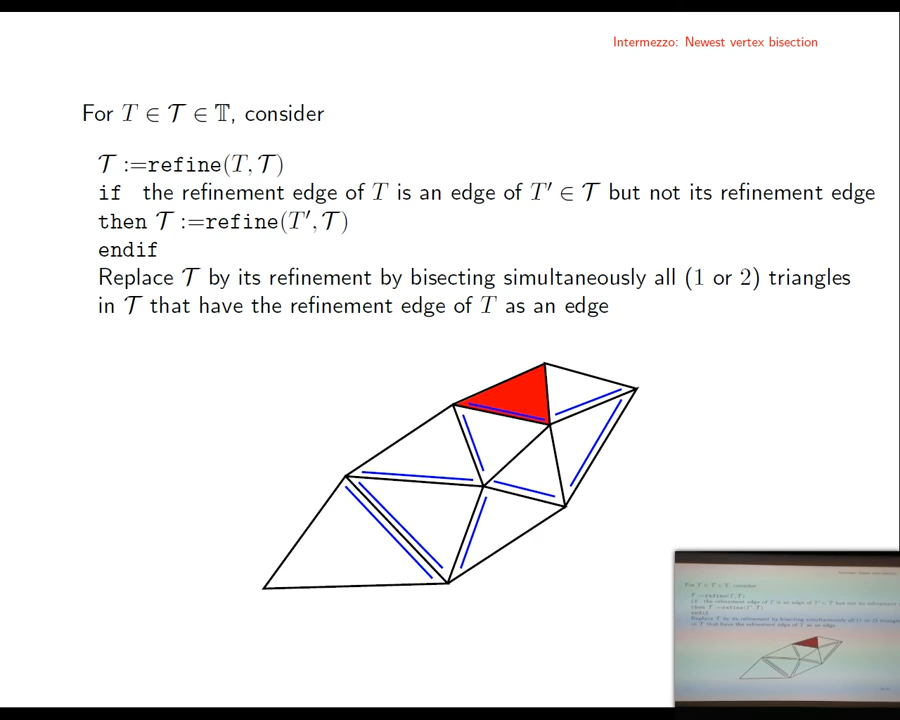 Intermezzo: Newest vertex bisection
For T ∈ 𝒯 ∈ 𝕋, consider
𝒯 :=refine(T, 𝒯)
if the refinement edge of T is an edge of T′ ∈ 𝒯 but not its refinement edge
then 𝒯 :=refine(T′, 𝒯)
endif
Replace 𝒯 by its refinement by bisecting simultaneously all (1 or 2) triangles
in 𝒯 that have the refinement edge of T as an edge